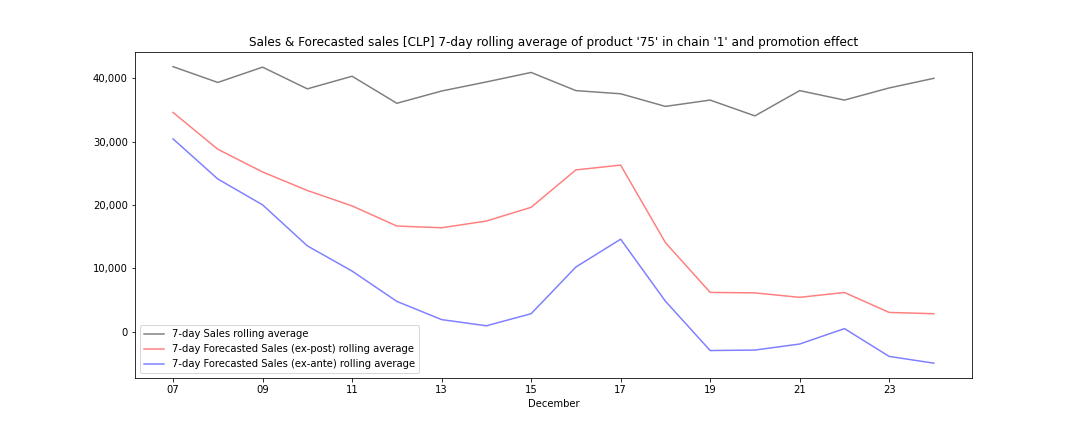 Sales & Forecasted sales [CLP] 7-day rolling average of product '75' in chain '1' and promotion effect
40,000
30,000
20,000
10,000
0
7-day Sales rolling average
7-day Forecasted Sales (ex-post) rolling average
7-day Forecasted Sales (ex-ante) rolling average
07 09 11 13 15 17 19 21 23
December